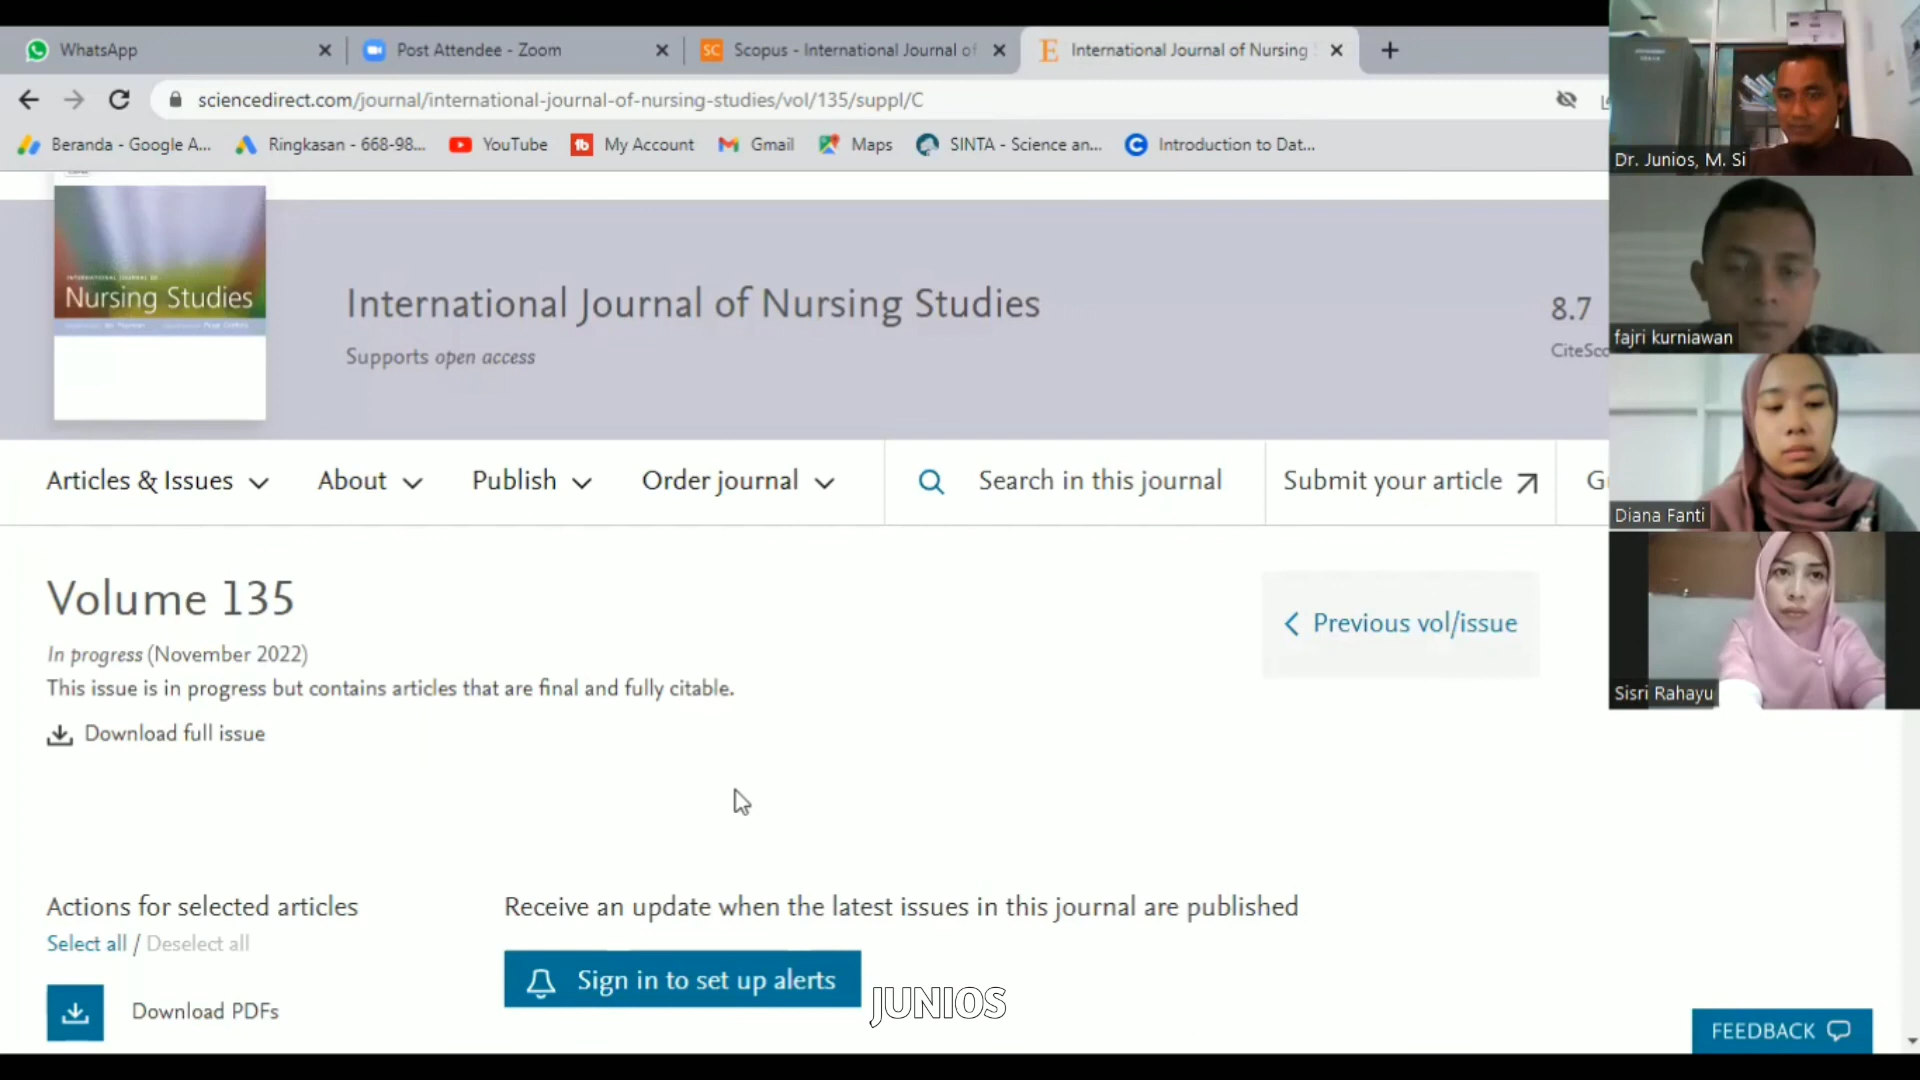 WhatsApp
Post Attendee - Zoom
Scopus - International Journal of
International Journal of Nursing
sciencedirect.com/journal/international-journal-of-nursing-studies/vol/135/suppl/C
Beranda - Google A...
Ringkasan - 668-98...
YouTube
My Account
Gmail
Maps
SINTA - Science an...
Introduction to Dat...
Nursing Studies
International Journal of Nursing Studies
Supports open access
8.7
CiteSco
Articles & Issues
About
Publish
Order journal
Search in this journal
Submit your article
Gu
Volume 135
In progress (November 2022)
This issue is in progress but contains articles that are final and fully citable.
Download full issue
Previous vol/issue
Actions for selected articles
Select all / Deselect all
Download PDFs
Receive an update when the latest issues in this journal are published
Sign in to set up alerts
JUNIOS
FEEDBACK
Dr. Junios, M. Si
fajri kurniawan
Diana Fanti
Sisri Rahayu